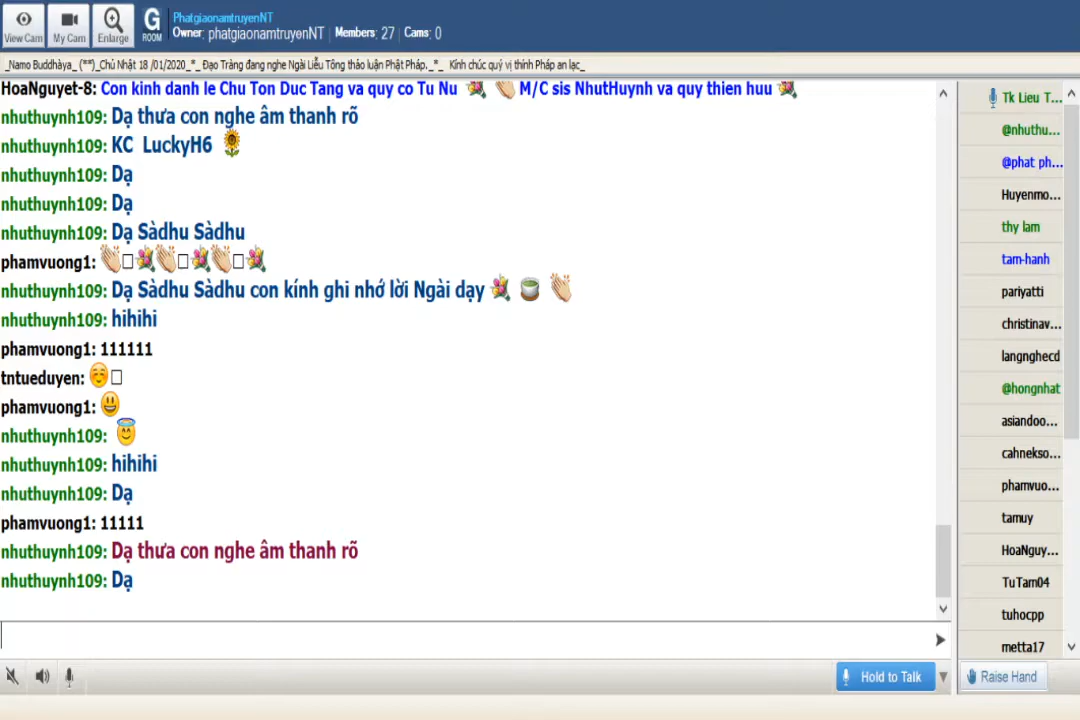 View Cam
My Cam
Enlarge
G
ROOM
PhatgiaonamtruyenNT
Owner: phatgiaonamtruyenNT | Members: 27 | Cams: 0
_Namo Buddhàya_ (**)_Chủ Nhật 18 /01/2020_*_ Đạo Tràng đang nghe Ngài Liễu Tông thảo luận Phật Pháp._*_ Kính chúc quý vị thính Pháp an lạc_
HoaNguyet-8: Con kinh danh le Chu Ton Duc Tang va quy co Tu Nu 💐 👏 M/C sis NhutHuynh va quy thien huu 💐
nhuthuynh109: Dạ thưa con nghe âm thanh rõ
nhuthuynh109: KC LuckyH6 🌻
nhuthuynh109: Dạ
nhuthuynh109: Dạ
nhuthuynh109: Dạ Sàdhu Sàdhu
phamvuong1: 👏□💐👏□💐👏□💐
nhuthuynh109: Dạ Sàdhu Sàdhu con kính ghi nhớ lời Ngài dạy 💐 🍵 👏
nhuthuynh109: hihihi
phamvuong1: 111111
tntueduyen: ☺️□
phamvuong1: 😃
nhuthuynh109: 😇
nhuthuynh109: hihihi
nhuthuynh109: Dạ
phamvuong1: 11111
nhuthuynh109: Dạ thưa con nghe âm thanh rõ
nhuthuynh109: Dạ
Hold to Talk
Tk Lieu T...
@nhuthu...
@phat ph...
Huyenmo...
thy lam
tam-hanh
pariyatti
christinav...
langnghecd
@hongnhat
asiandoo...
cahnekso...
phamvuo...
tamuy
HoaNguy...
TuTam04
tuhocpp
metta17
Raise Hand